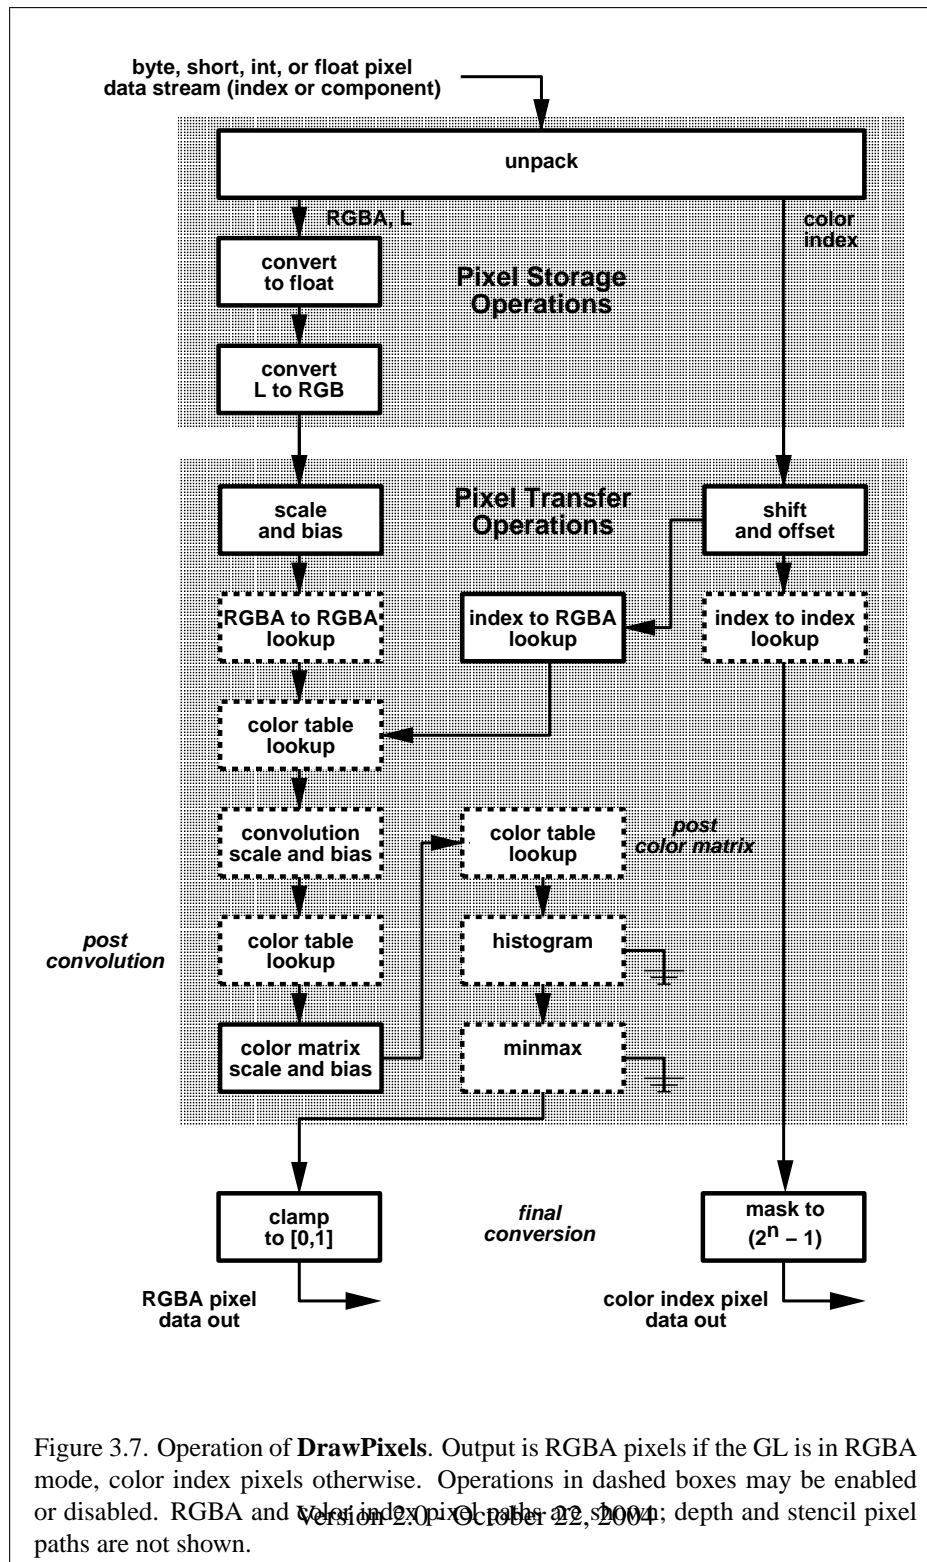 byte, short, int, or float pixel
data stream (index or component)
unpack
RGBA, L
color
index
convert
to float
Pixel Storage
Operations
convert
L to RGB
scale
and bias
Pixel Transfer
Operations
shift
and offset
RGBA to RGBA
lookup
index to RGBA
lookup
index to index
lookup
color table
lookup
convolution
scale and bias
color table
lookup
post
color matrix
post
convolution
color table
lookup
histogram
color matrix
scale and bias
minmax
clamp
to [0,1]
final
conversion
mask to
(2^n − 1)
RGBA pixel
data out
color index pixel
data out
Figure 3.7. Operation of DrawPixels. Output is RGBA pixels if the GL is in RGBA
mode, color index pixels otherwise. Operations in dashed boxes may be enabled
or disabled. RGBA and color index pixel paths are shown; depth and stencil pixel
Version 2.0 - October 22, 2004
paths are not shown.